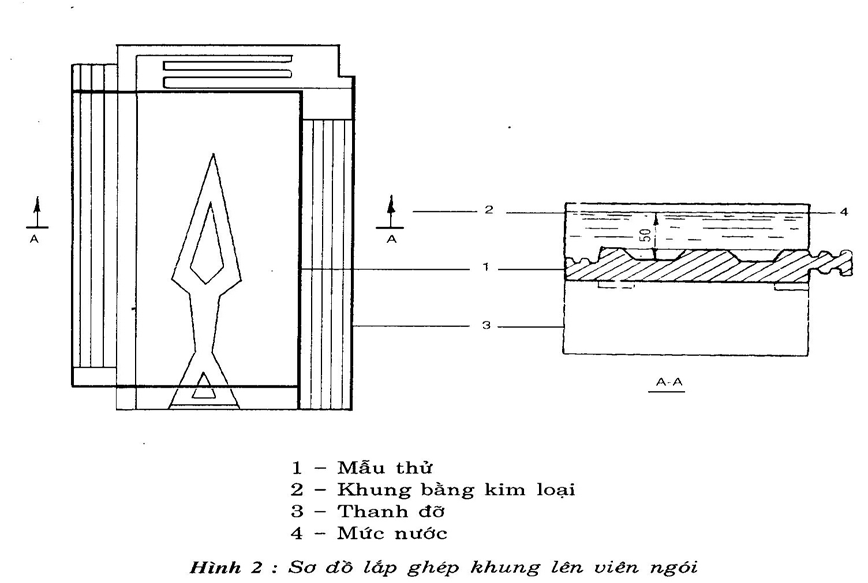 A A 2 4
50
1
3
A-A
1 – Mẫu thử
2 – Khung bằng kim loại
3 – Thanh đỡ
4 – Mức nước
Hình 2 : Sơ đồ lắp ghép khung lên viên ngói